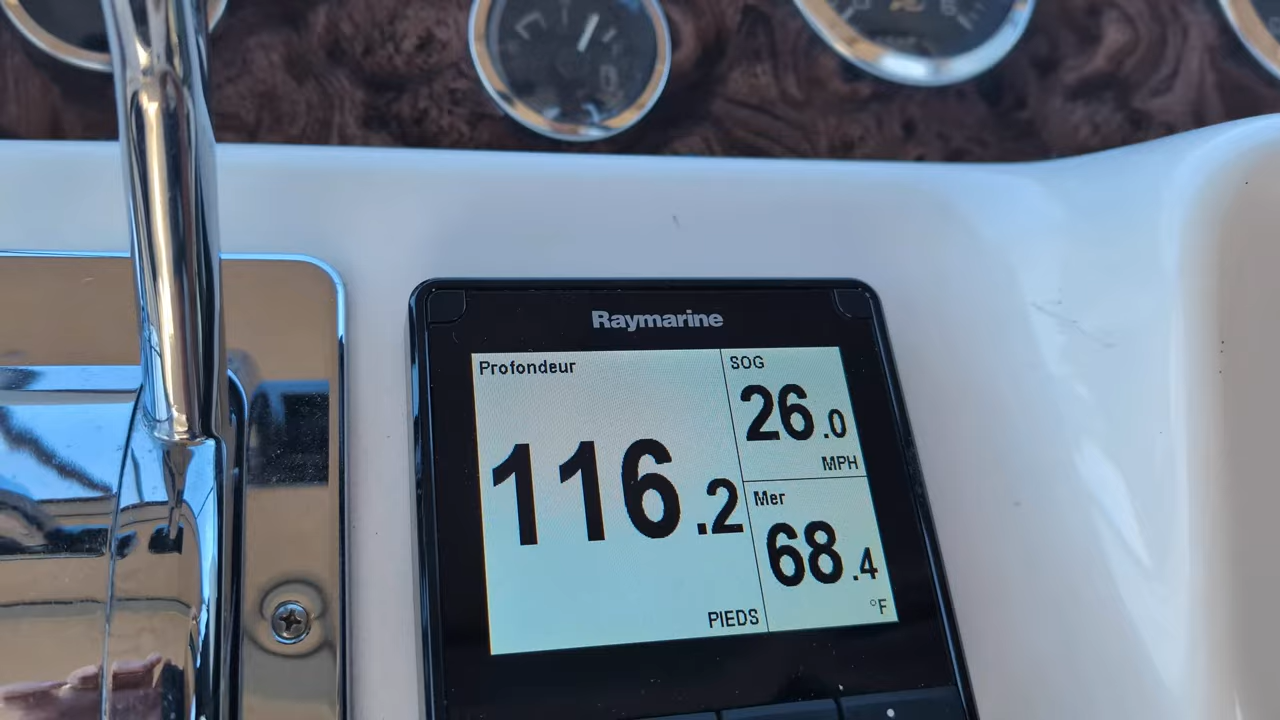 Raymarine
Profondeur
116.2
PIEDS
SOG
26.0
MPH
Mer
68.4
°F